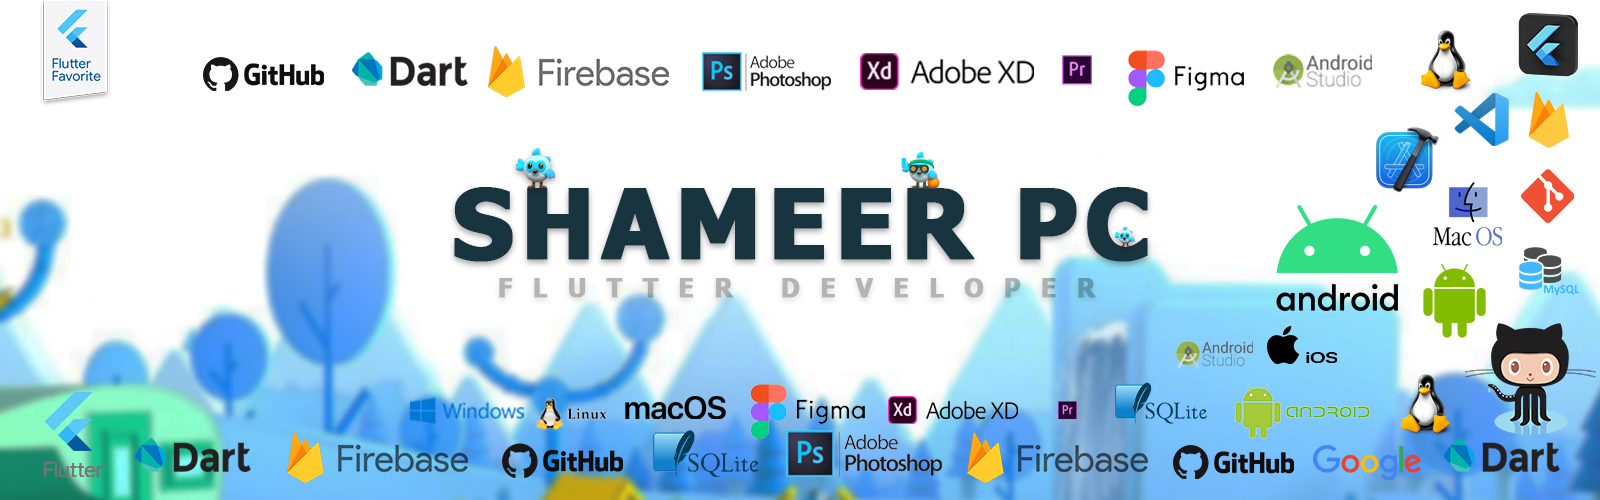 Flutter
Favorite
GitHub
Dart
Firebase
Ps
Adobe
Photoshop
Xd
Adobe XD
Pr
Figma
Android
Studio
SHAMEER PC
FLUTTER DEVELOPER
Mac OS
MySQL
android
Android
Studio
iOS
Windows
Linux
macOS
Figma
Xd
Adobe XD
Pr
SQLite
ANDROID
Flutter
Dart
Firebase
GitHub
SQLite
Ps
Adobe
Photoshop
Firebase
GitHub
Google
Dart